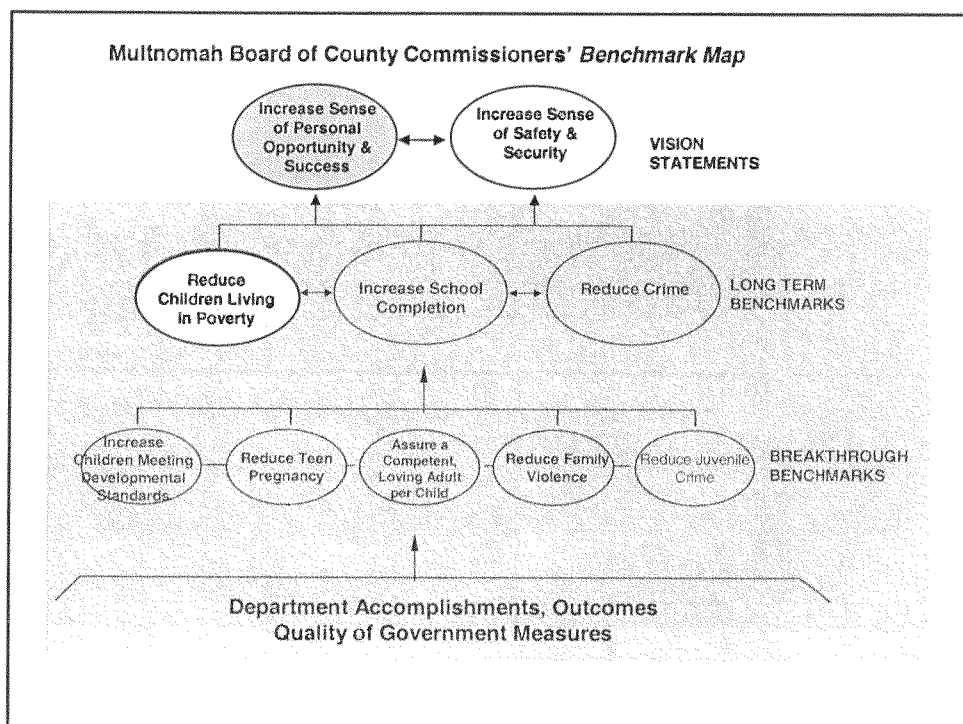 Multnomah Board of County Commissioners' Benchmark Map
Increase Sense
of Personal
Opportunity &
Success
Increase Sense
of Safety &
Security
VISION
STATEMENTS
Reduce
Children Living
in Poverty
Increase School
Completion
Reduce Crime
LONG TERM
BENCHMARKS
Increase
Children Meeting
Developmental
Standards
Reduce Teen
Pregnancy
Assure a
Competent,
Loving Adult
per Child
Reduce Family
Violence
Reduce Juvenile
Crime
BREAKTHROUGH
BENCHMARKS
Department Accomplishments, Outcomes
Quality of Government Measures